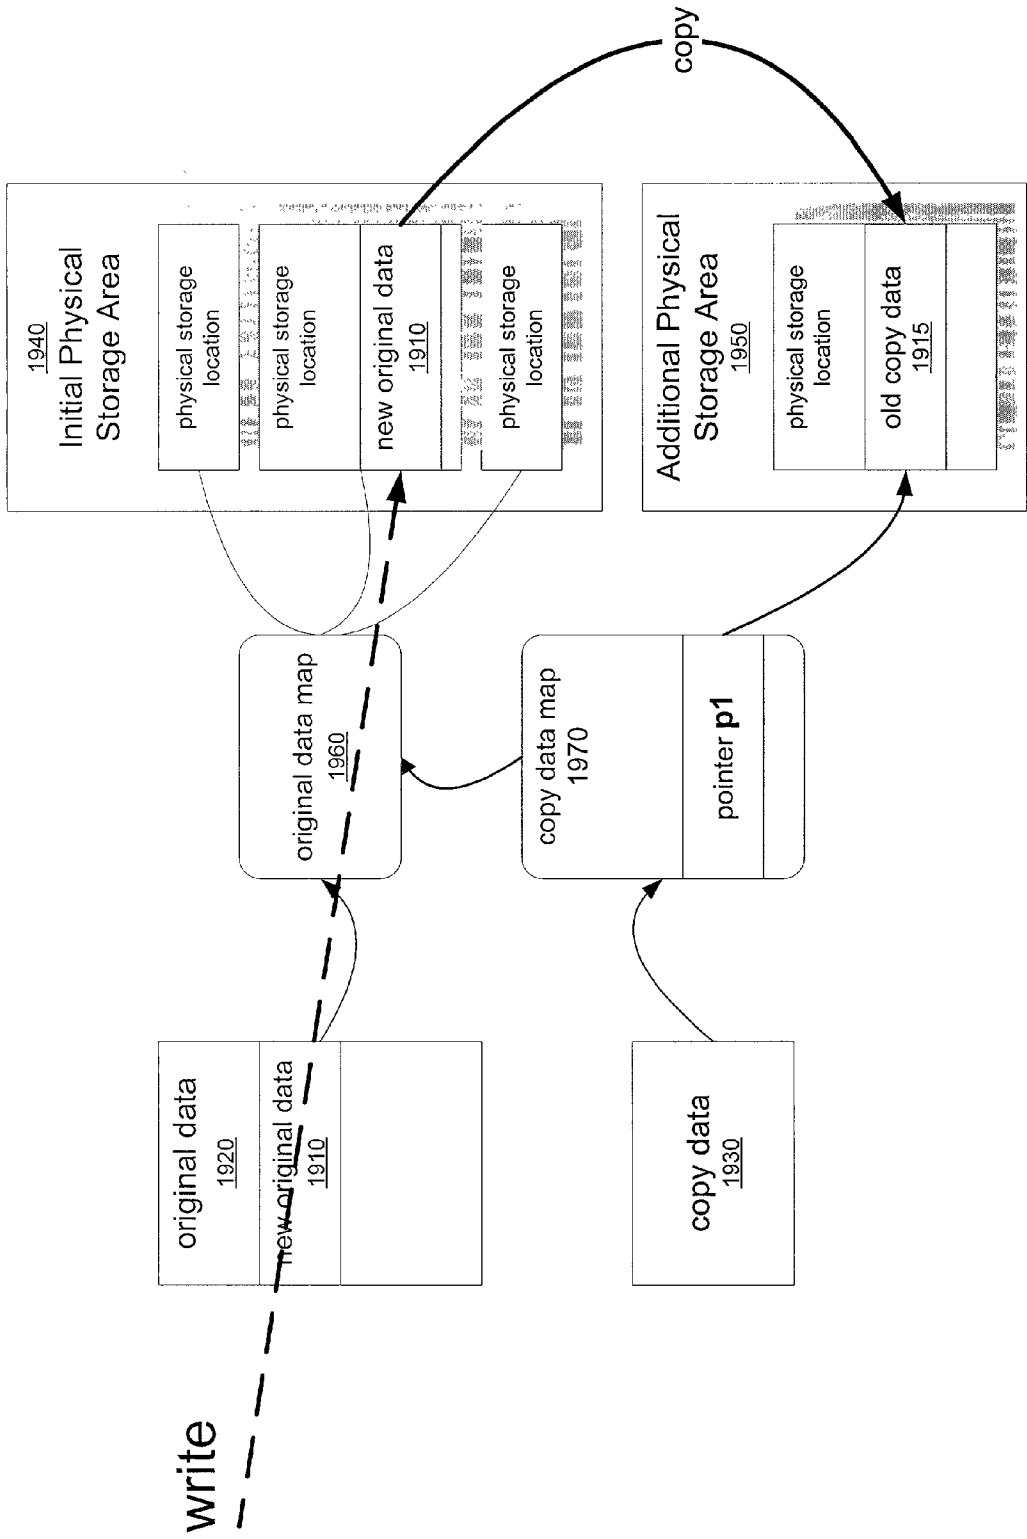 write
original data
1920
new original data
1910
copy data
1930
original data map
1960
copy data map
1970
pointer p1
1940
Initial Physical
Storage Area
physical storage
location
physical storage
location
new original data
1910
physical storage
location
Additional Physical
Storage Area
1950
physical storage
location
old copy data
1915
copy